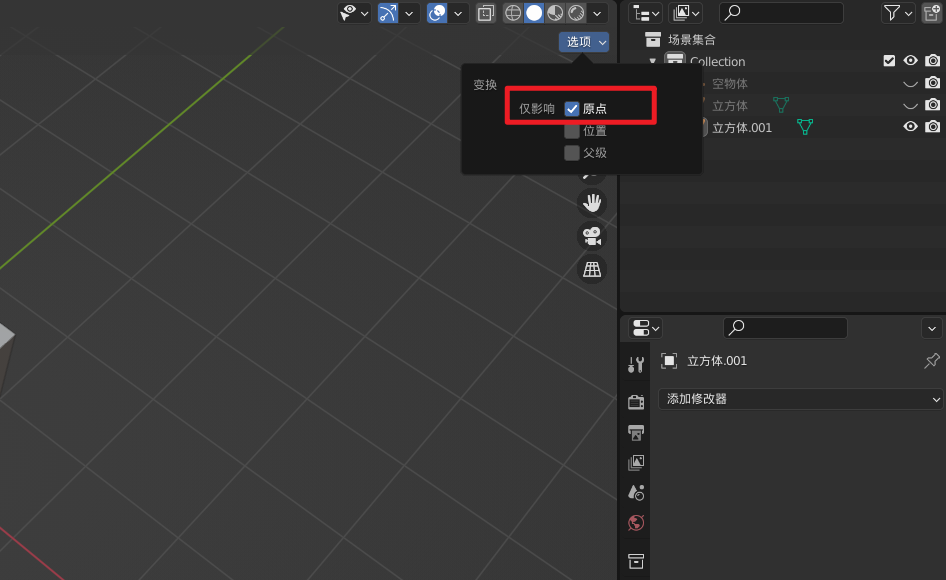 选项
变换
仅影响 原点
位置
父级
场景集合
Collection
空物体
立方体
立方体.001
立方体.001
添加修改器